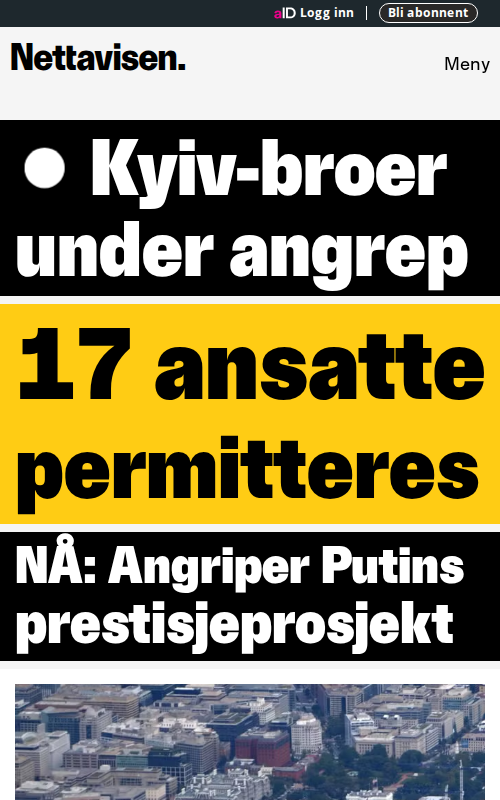 aID Logg inn
Bli abonnent
Nettavisen.
Meny
Kyiv-broer
under angrep
17 ansatte
permitteres
NÅ: Angriper Putins
prestisjeprosjekt